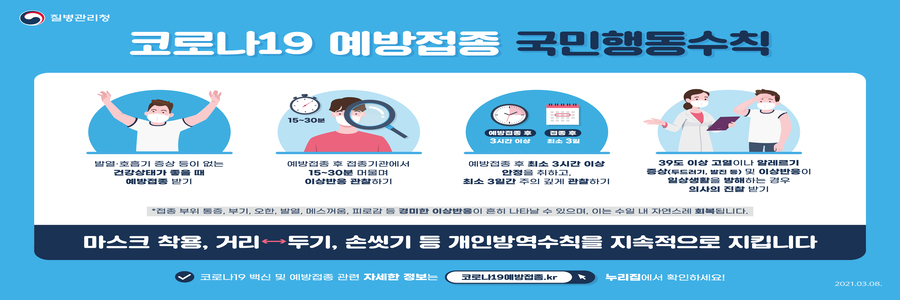 질병관리청
코로나19 예방접종 국민행동수칙
발열·호흡기 증상 등이 없는
건강상태가 좋을 때
예방접종 받기
15~30분
예방접종 후 접종기관에서
15~30분 머물며
이상반응 관찰하기
예방접종 후
3시간 이상
접종 후
최소 3일
예방접종 후 최소 3시간 이상
안정을 취하고,
최소 3일간 주의 깊게 관찰하기
39도 이상 고열이나 알레르기
증상(두드러기, 발진 등) 및 이상반응이
일상생활을 방해하는 경우
의사의 진찰 받기
*접종 부위 통증, 부기, 오한, 발열, 메스꺼움, 피로감 등 경미한 이상반응이 흔히 나타날 수 있으며, 이는 수일 내 자연스레 회복됩니다.
마스크 착용, 거리↔두기, 손씻기 등 개인방역수칙을 지속적으로 지킵니다
코로나19 백신 및 예방접종 관련 자세한 정보는 코로나19예방접종.kr 누리집에서 확인하세요!
2021.03.08.